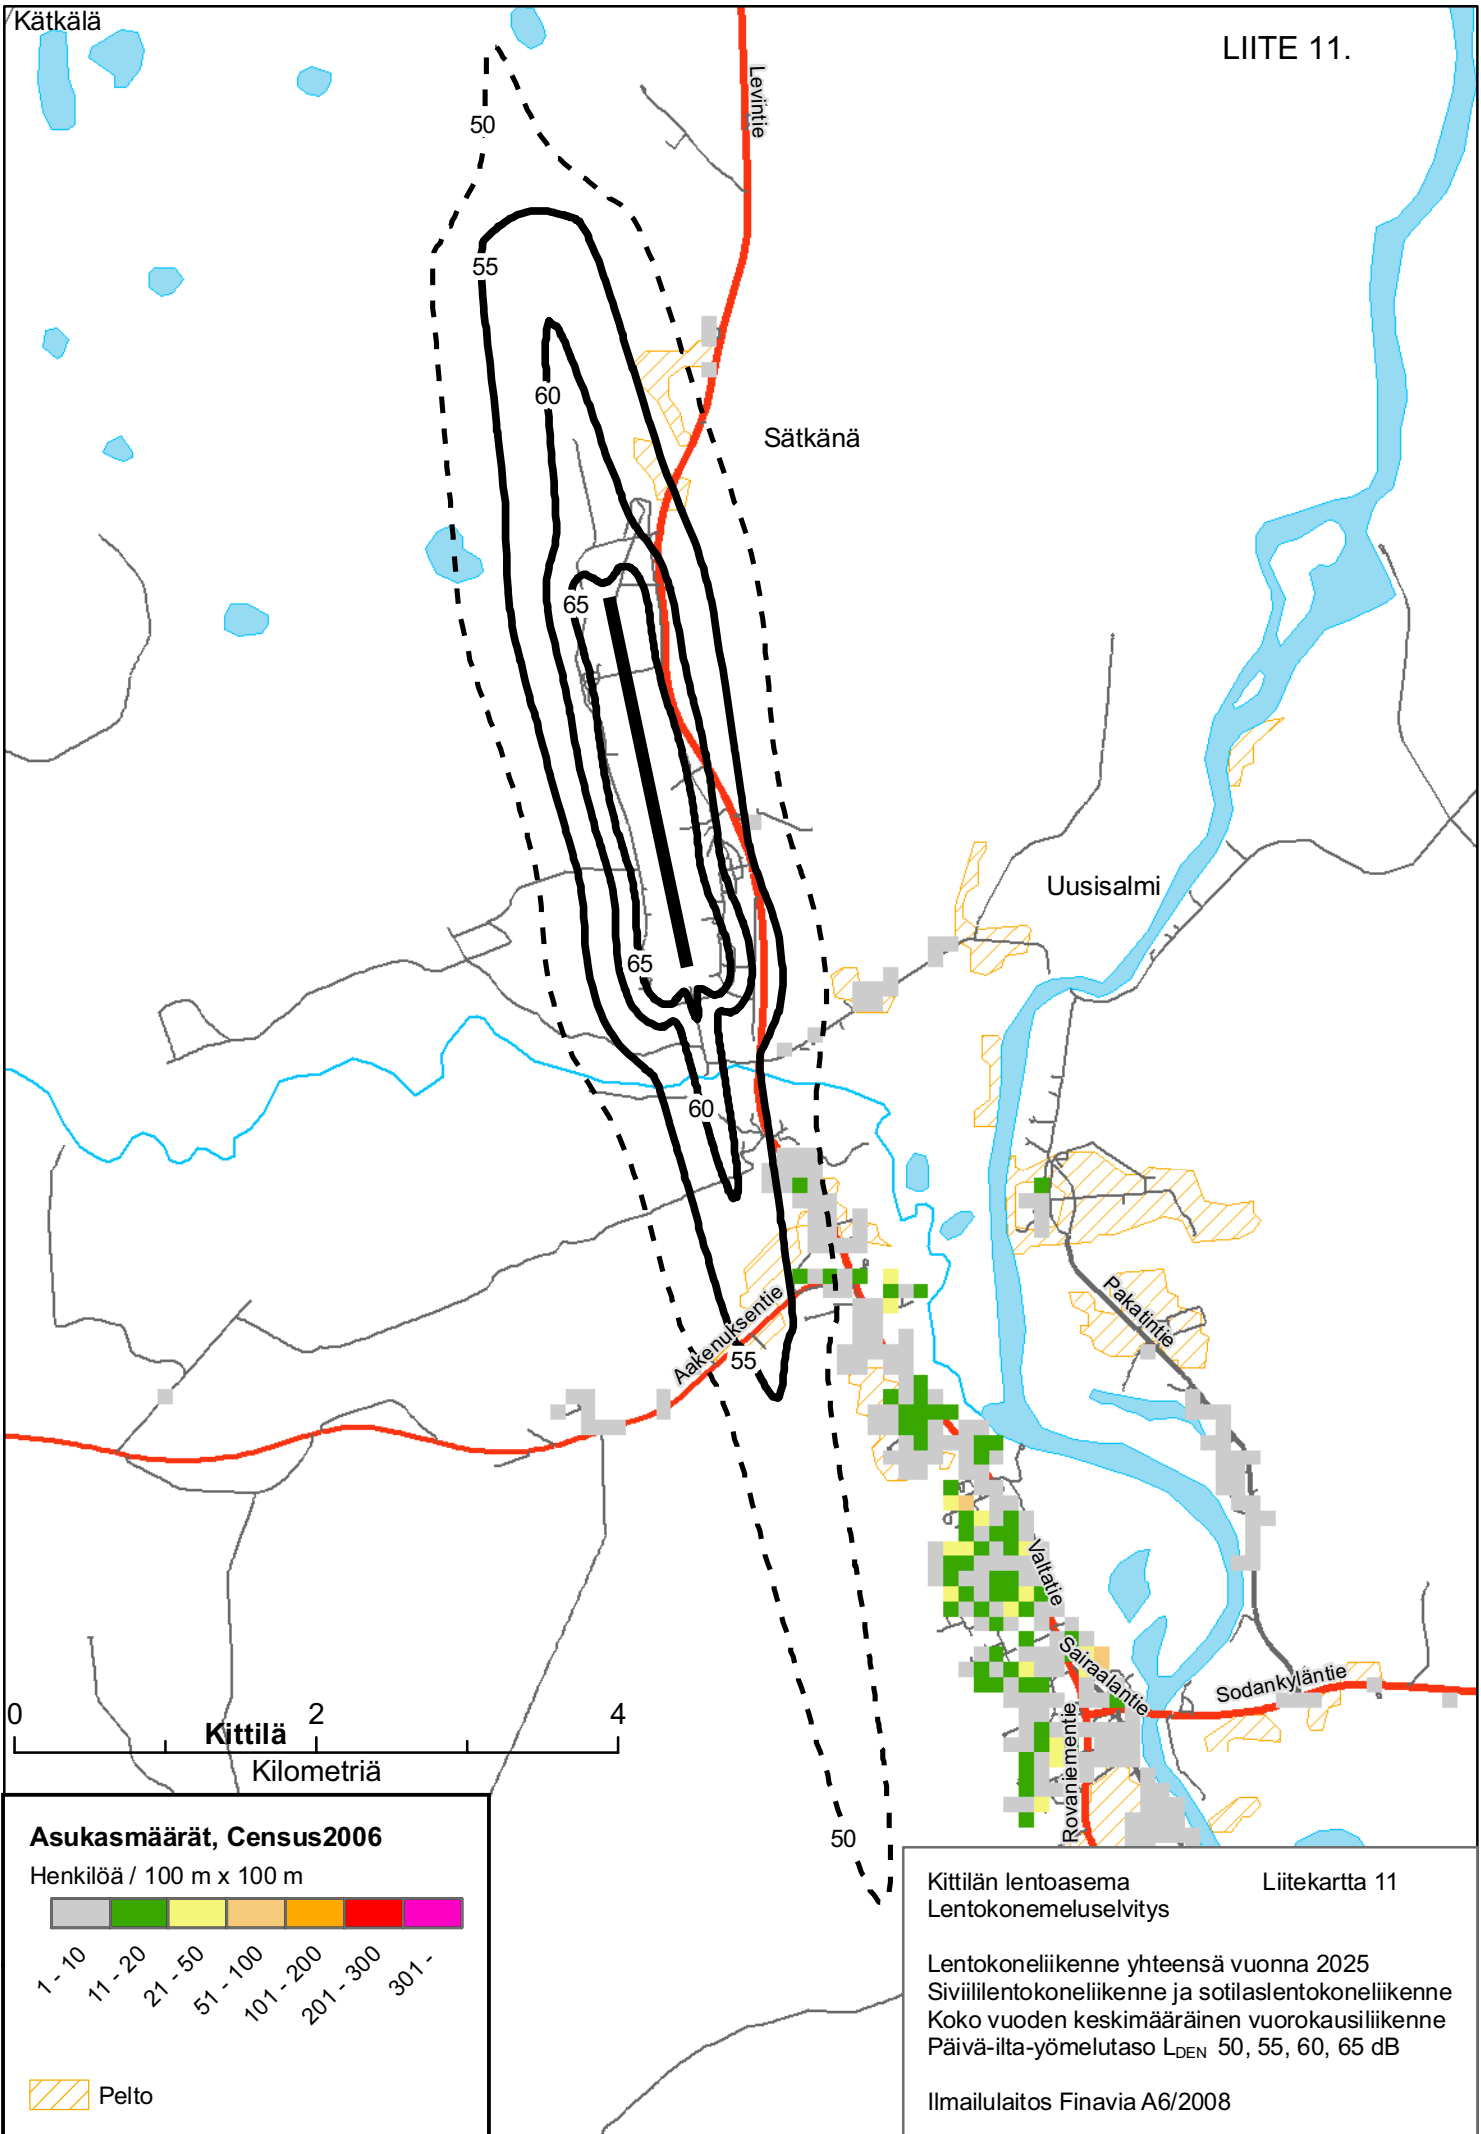 Kätkälä
LIITE 11.
Levintie
50
55
60
Sätkänä
65
Uusisalmi
65
60
Aakenuksentie
55
Pakatintie
Valtatie
Sairaalantie
Sodankyläntie
Rovaniementie
0 2 4
Kittilä
Kilometriä
50
Asukasmäärät, Census2006
Henkilöä / 100 m x 100 m
1 - 10
11 - 20
21 - 50
51 - 100
101 - 200
201 - 300
301 -
Pelto
Kittilän lentoasema Liitekartta 11
Lentokonemeluselvitys
Lentokoneliikenne yhteensä vuonna 2025
Siviililentokoneliikenne ja sotilaslentokoneliikenne
Koko vuoden keskimääräinen vuorokausiliikenne
Päivä-ilta-yömelutaso LDEN 50, 55, 60, 65 dB
Ilmailulaitos Finavia A6/2008